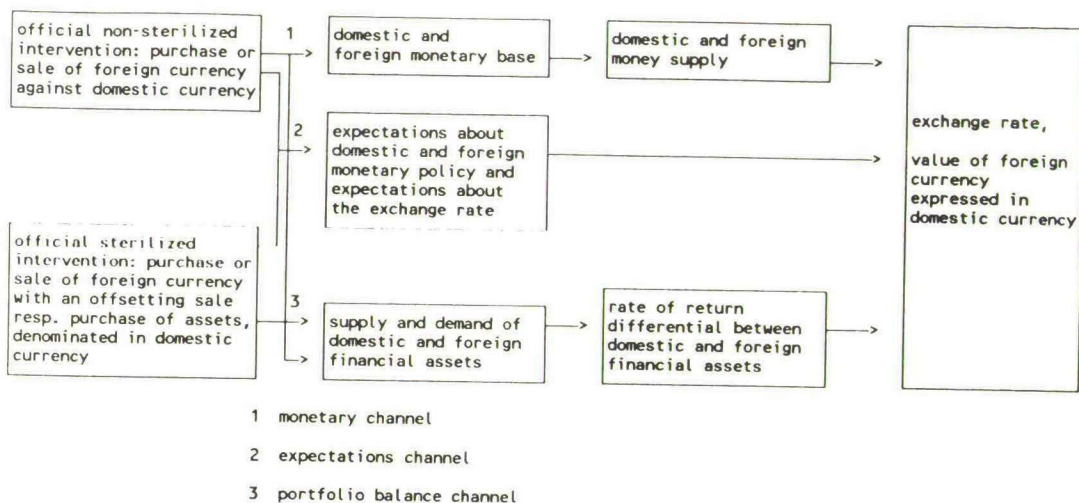 official non-sterilized
intervention: purchase or
sale of foreign currency
against domestic currency
1
domestic and
foreign monetary base
domestic and foreign
money supply
2
expectations about
domestic and foreign
monetary policy and
expectations about
the exchange rate
exchange rate,
value of foreign
currency
expressed in
domestic currency
official sterilized
intervention: purchase or
sale of foreign currency
with an offsetting sale
resp. purchase of assets,
denominated in domestic
currency
3
supply and demand of
domestic and foreign
financial assets
rate of return
differential between
domestic and foreign
financial assets
1 monetary channel
2 expectations channel
3 portfolio balance channel